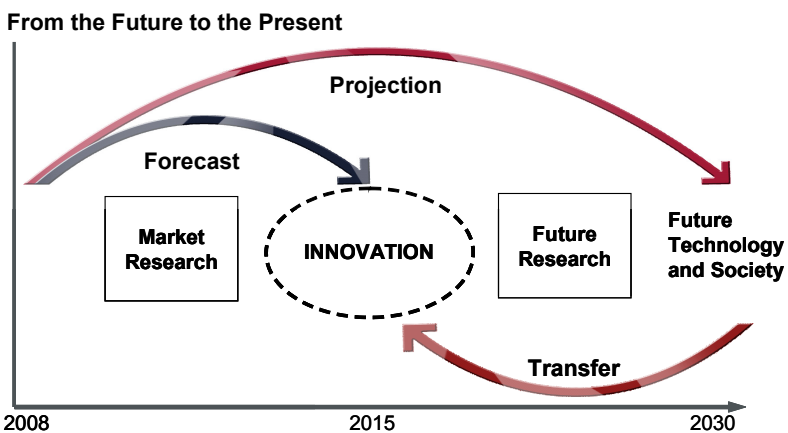 From the Future to the Present
Projection
Forecast
Market
Research
INNOVATION
Future
Research
Future
Technology
and Society
Transfer
2008
2015
2030